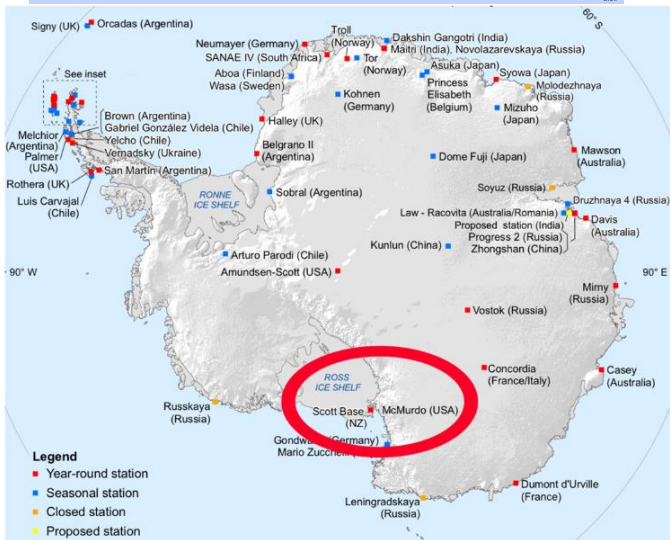 Signy (UK)
Orcadas (Argentina)
60° S
See inset
Neumayer (Germany)
SANAE IV (South Africa)
Aboa (Finland)
Wasa (Sweden)
Troll
(Norway)
Tor
(Norway)
Dakshin Gangotri (India)
Maitri (India), Novolazarevskaya (Russia)
Asuka (Japan)
Princess
Elisabeth
(Belgium)
Syowa (Japan)
Molodezhnaya
(Russia)
Mizuho
(Japan)
Kohnen
(Germany)
Halley (UK)
Brown (Argentina)
Gabriel González Videla (Chile)
Yelcho (Chile)
Vernadsky (Ukraine)
Melchior
(Argentina)
Palmer
(USA)
San Martín (Argentina)
Rothera (UK)
Luis Carvajal
(Chile)
Belgrano II
(Argentina)
RONNE
ICE SHELF
Sobral (Argentina)
Dome Fuji (Japan)
Mawson
(Australia)
Soyuz (Russia)
Druzhnaya 4 (Russia)
Law - Racovita (Australia/Romania)
Proposed station (India)
Progress 2 (Russia)
Zhongshan (China)
Davis
(Australia)
Kunlun (China)
Arturo Parodi (Chile)
Amundsen-Scott (USA)
90° W
90° E
Mirny
(Russia)
Vostok (Russia)
Concordia
(France/Italy)
Casey
(Australia)
ROSS
ICE SHELF
Scott Base
(NZ)
McMurdo (USA)
Russkaya
(Russia)
(Germany)
Mario
Leningradskaya
(Russia)
Dumont d'Urville
(France)
Legend
Year-round station
Seasonal station
Closed station
Proposed station